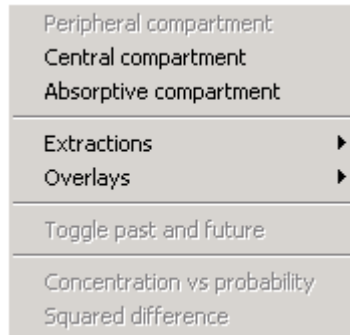 Peripheral compartment
Central compartment
Absorptive compartment
Extractions
Overlays
Toggle past and future
Concentration vs probability
Squared difference